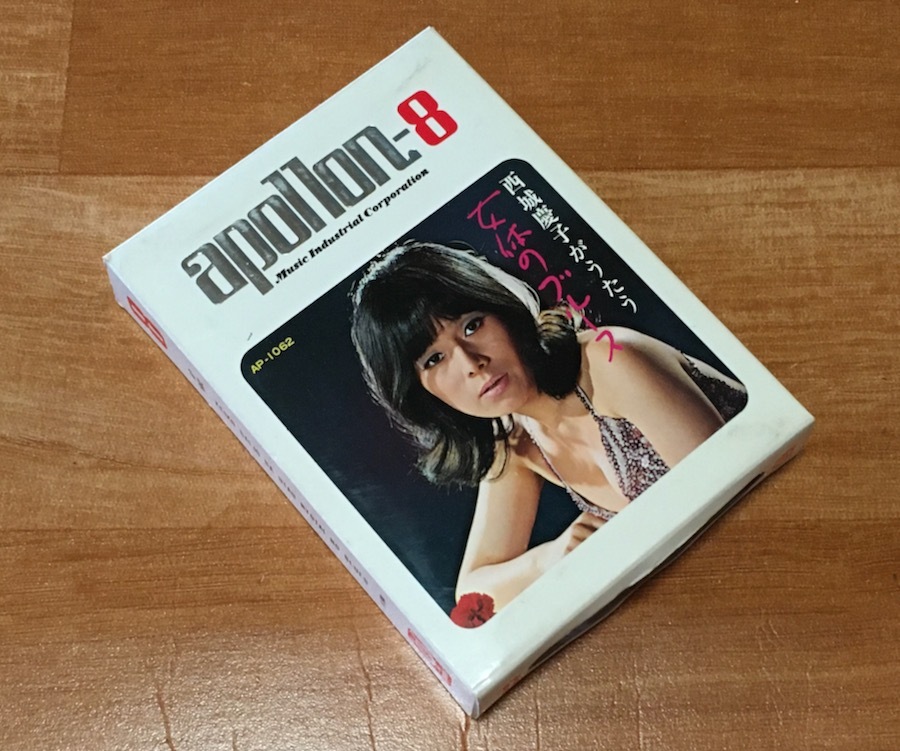 apollon-8
Music Industrial Corporation
西城慶子がうたう
女体のブルース
AP-1062